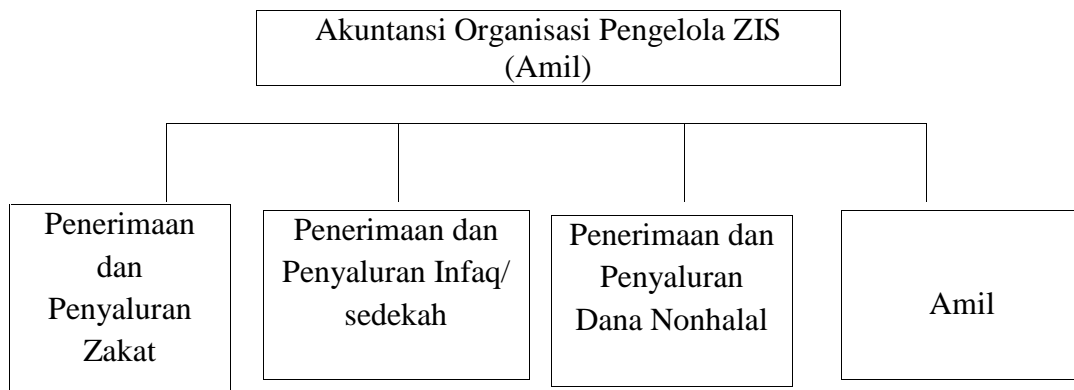 Akuntansi Organisasi Pengelola ZIS
(Amil)
Penerimaan
dan
Penyaluran
Zakat
Penerimaan dan
Penyaluran Infaq/
sedekah
Penerimaan dan
Penyaluran
Dana Nonhalal
Amil